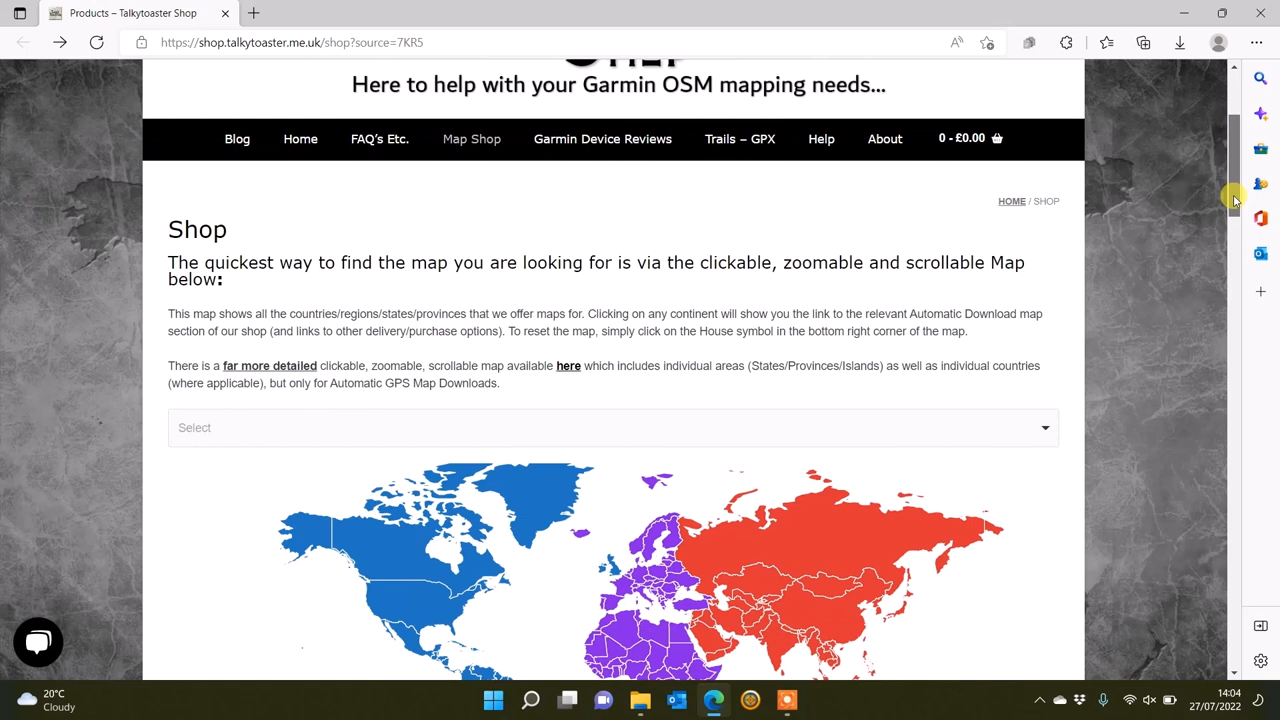 Products – Talkytoaster Shop
https://shop.talkytoaster.me.uk/shop?source=7KR5
Here to help with your Garmin OSM mapping needs...
Blog Home FAQ's Etc. Map Shop Garmin Device Reviews Trails – GPX Help About 0 - £0.00
HOME / SHOP
Shop
The quickest way to find the map you are looking for is via the clickable, zoomable and scrollable Map
below:
This map shows all the countries/regions/states/provinces that we offer maps for. Clicking on any continent will show you the link to the relevant Automatic Download map
section of our shop (and links to other delivery/purchase options). To reset the map, simply click on the House symbol in the bottom right corner of the map.
There is a far more detailed clickable, zoomable, scrollable map available here which includes individual areas (States/Provinces/Islands) as well as individual countries
(where applicable), but only for Automatic GPS Map Downloads.
Select
20°C
Cloudy
14:04
27/07/2022